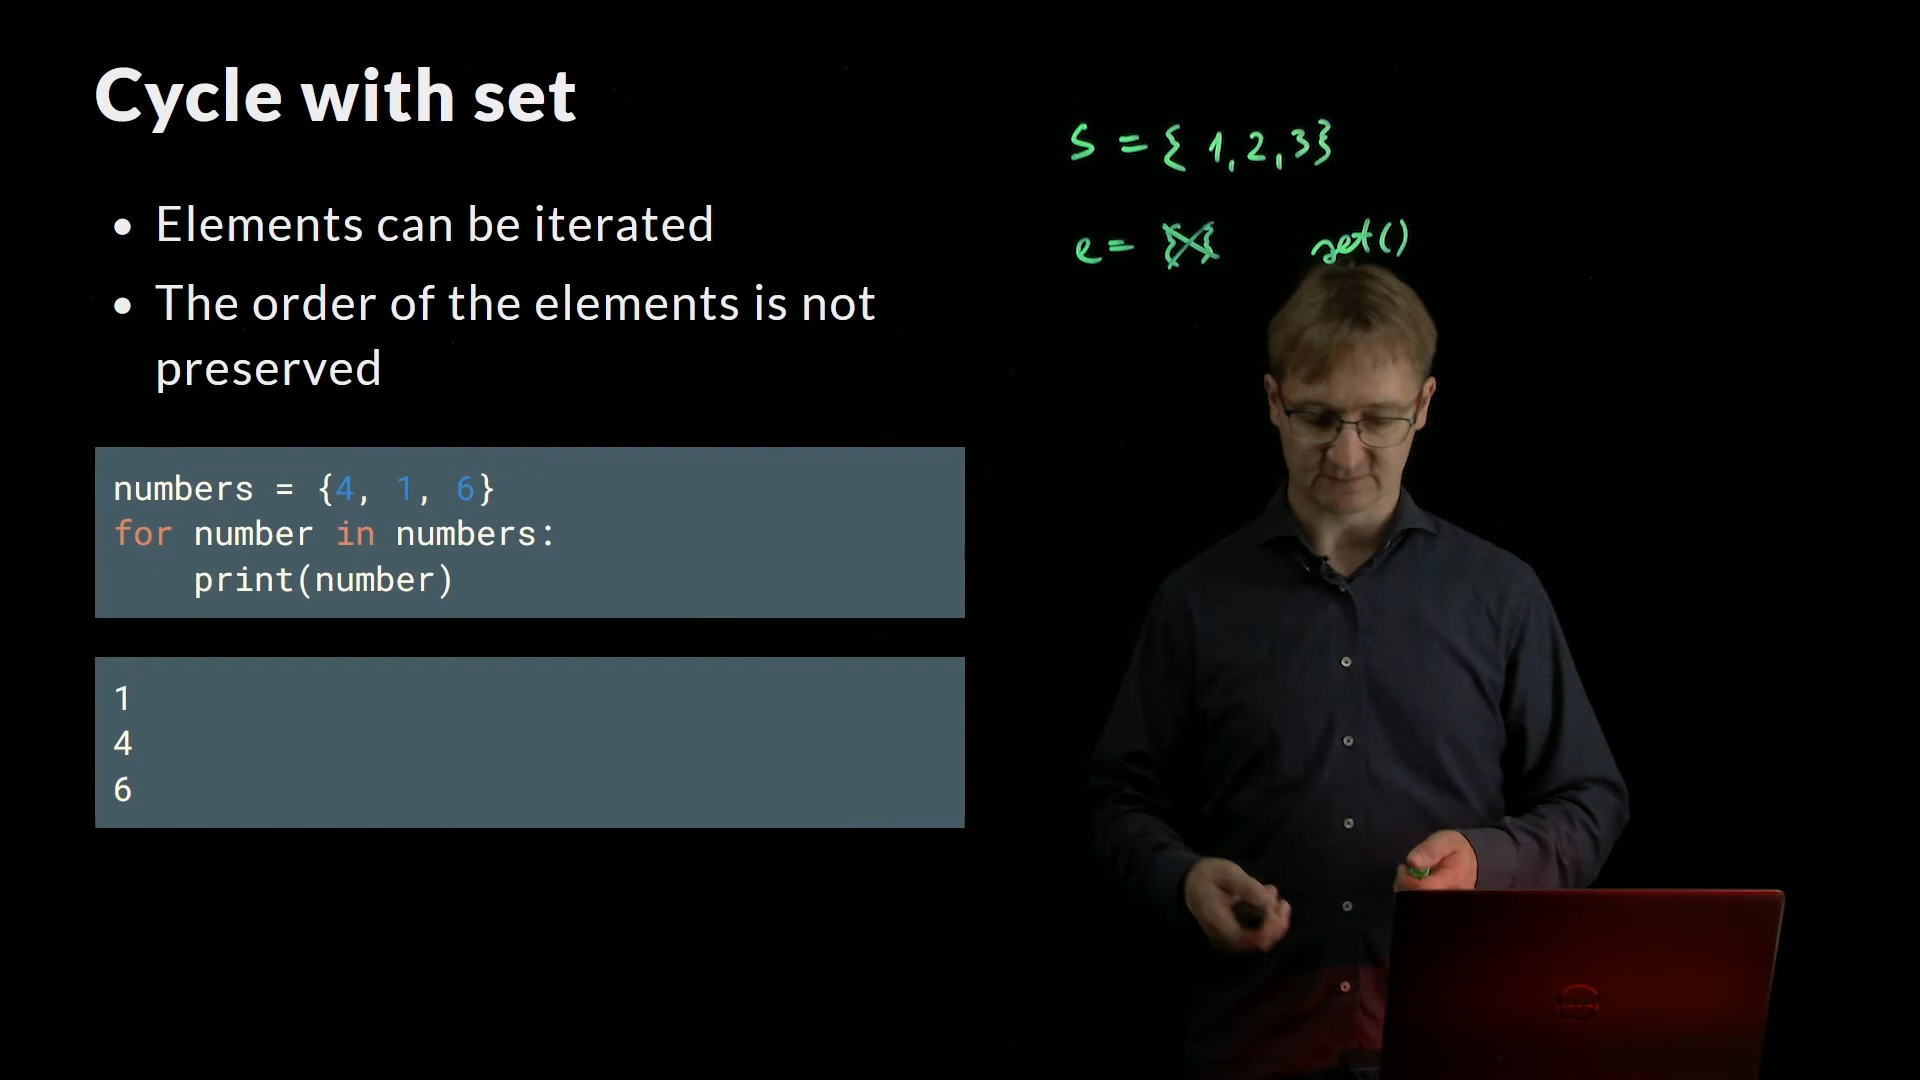 Cycle with set
• Elements can be iterated
• The order of the elements is not
preserved
numbers = {4, 1, 6}
for number in numbers:
    print(number)
1
4
6
S = { 1, 2, 3}
e = {} set()
DELL